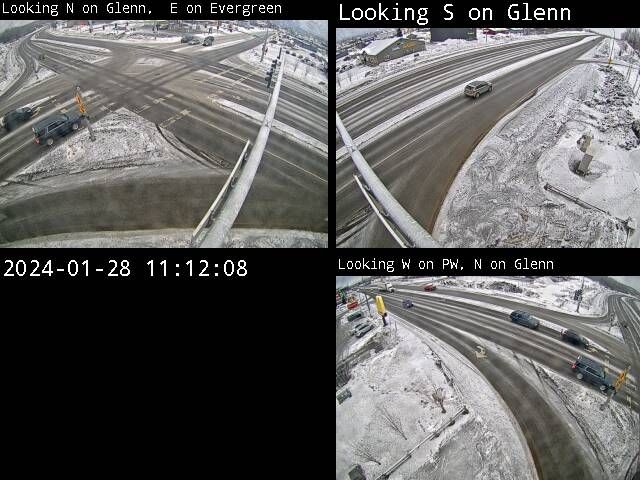 Looking N on Glenn,  E on Evergreen
Looking S on Glenn
2024-01-28 11:12:08
Looking W on PW, N on Glenn